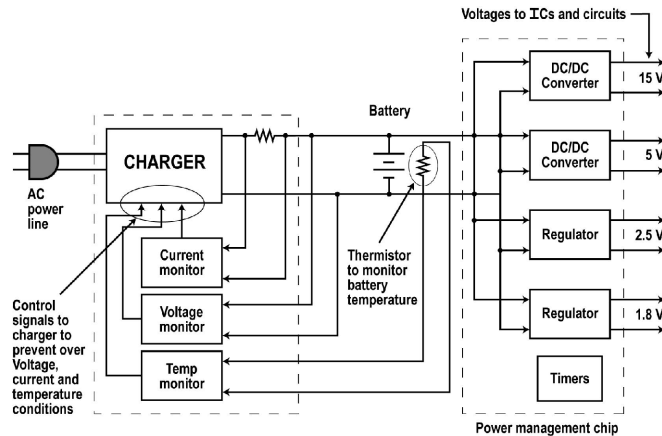 Voltages to ICs and circuits
DC/DC
Converter
15 V
Battery
CHARGER
DC/DC
Converter
5 V
AC
power
line
Regulator
2.5 V
Current
monitor
Thermistor
to monitor
battery
temperature
Control
signals to
charger to
prevent over
Voltage,
current and
temperature
conditions
Voltage
monitor
Regulator
1.8 V
Temp
monitor
Timers
Power management chip